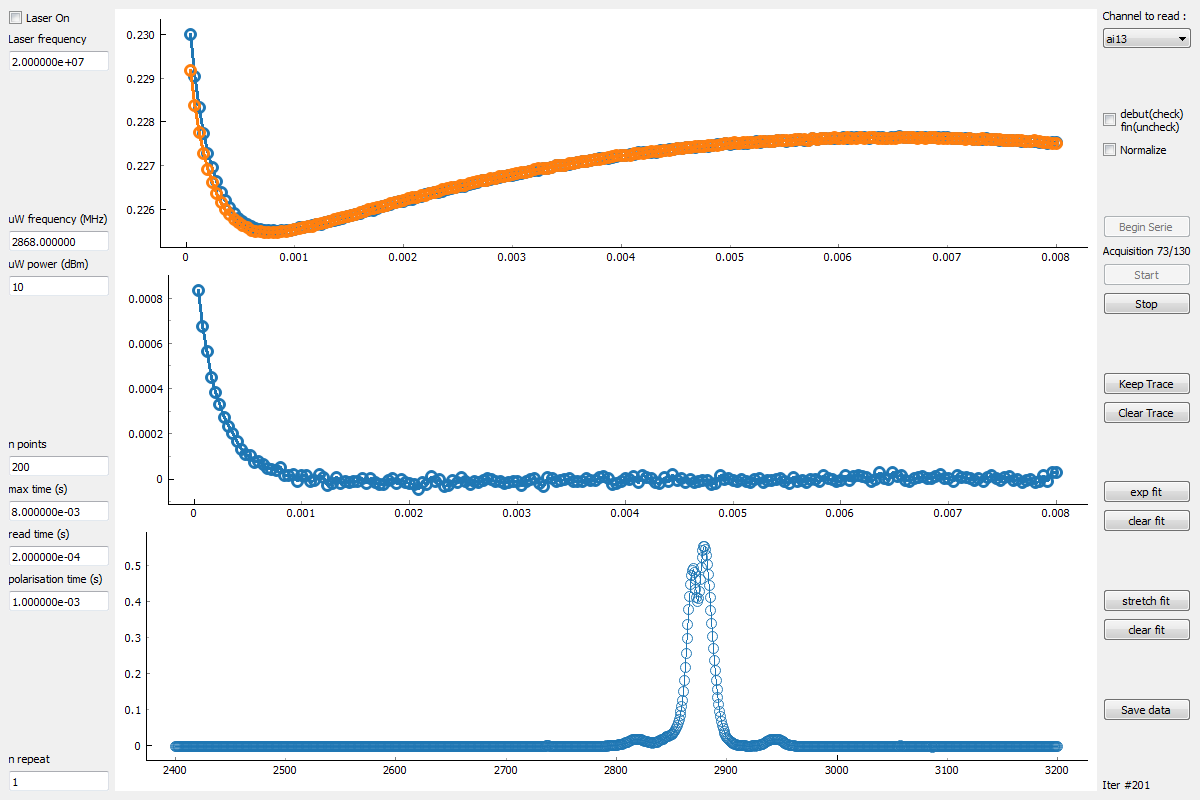 Laser On
Laser frequency
2.000000e+07
uW frequency (MHz)
2868.000000
uW power (dBm)
10
n points
200
max time (s)
8.000000e-03
read time (s)
2.000000e-04
polarisation time (s)
1.000000e-03
n repeat
1
0.230
0.229
0.228
0.227
0.226
0 0.001 0.002 0.003 0.004 0.005 0.006 0.007 0.008
0.0008
0.0006
0.0004
0.0002
0
0 0.001 0.002 0.003 0.004 0.005 0.006 0.007 0.008
0.5
0.4
0.3
0.2
0.1
0
2400 2500 2600 2700 2800 2900 3000 3100 3200
Channel to read :
ai13
debut(check)
fin(uncheck)
Normalize
Begin Serie
Acquisition 73/130
Start
Stop
Keep Trace
Clear Trace
exp fit
clear fit
stretch fit
clear fit
Save data
Iter #201